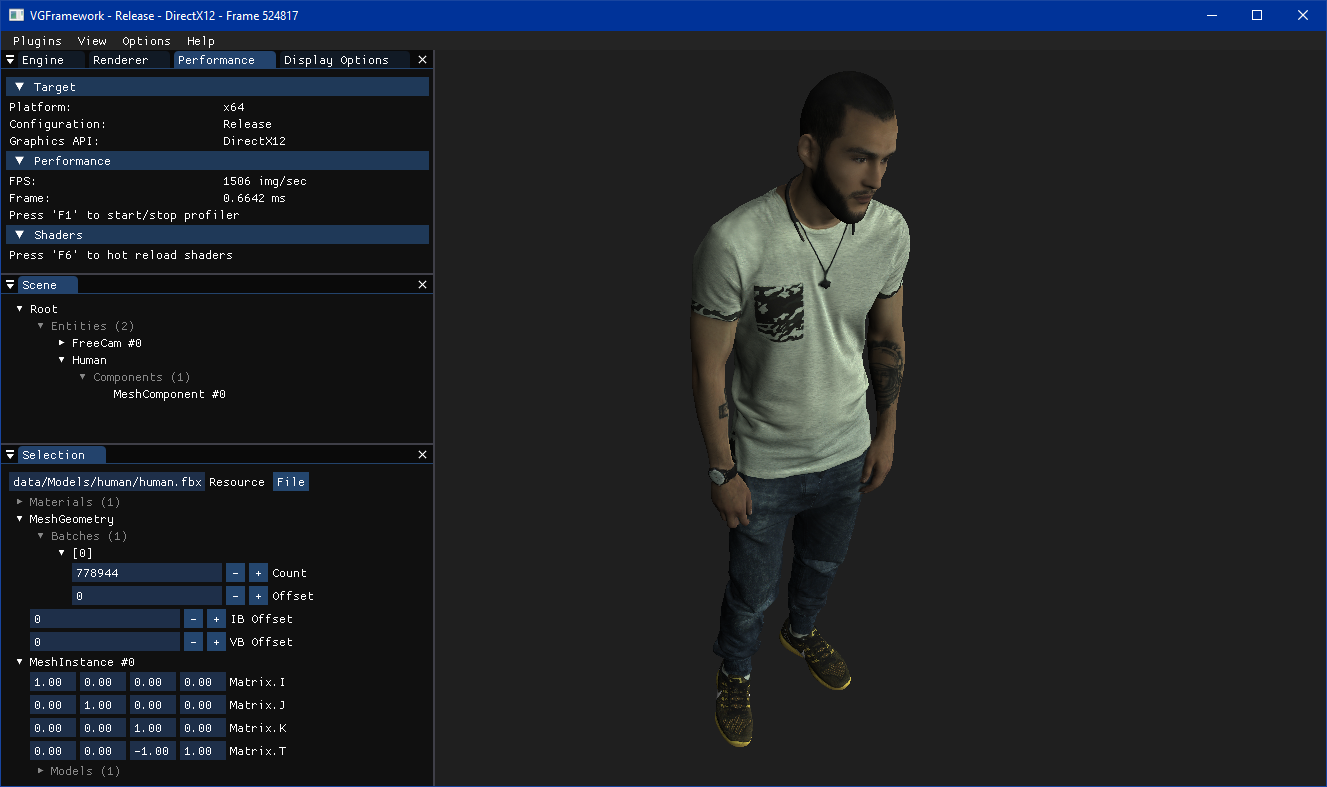 VGFramework - Release - DirectX12 - Frame 524817
Plugins View Options Help
Engine Renderer Performance Display Options
Target
Platform: x64
Configuration: Release
Graphics API: DirectX12
Performance
FPS: 1506 img/sec
Frame: 0.6642 ms
Press 'F1' to start/stop profiler
Shaders
Press 'F6' to hot reload shaders
Scene
Root
Entities (2)
FreeCam #0
Human
Components (1)
MeshComponent #0
Selection
data/Models/human/human.fbx Resource File
Materials (1)
MeshGeometry
Batches (1)
[0]
778944 - + Count
0 - + Offset
0 - + IB Offset
0 - + VB Offset
MeshInstance #0
1.00 0.00 0.00 0.00 Matrix.I
0.00 1.00 0.00 0.00 Matrix.J
0.00 0.00 1.00 0.00 Matrix.K
0.00 0.00 -1.00 1.00 Matrix.T
Models (1)